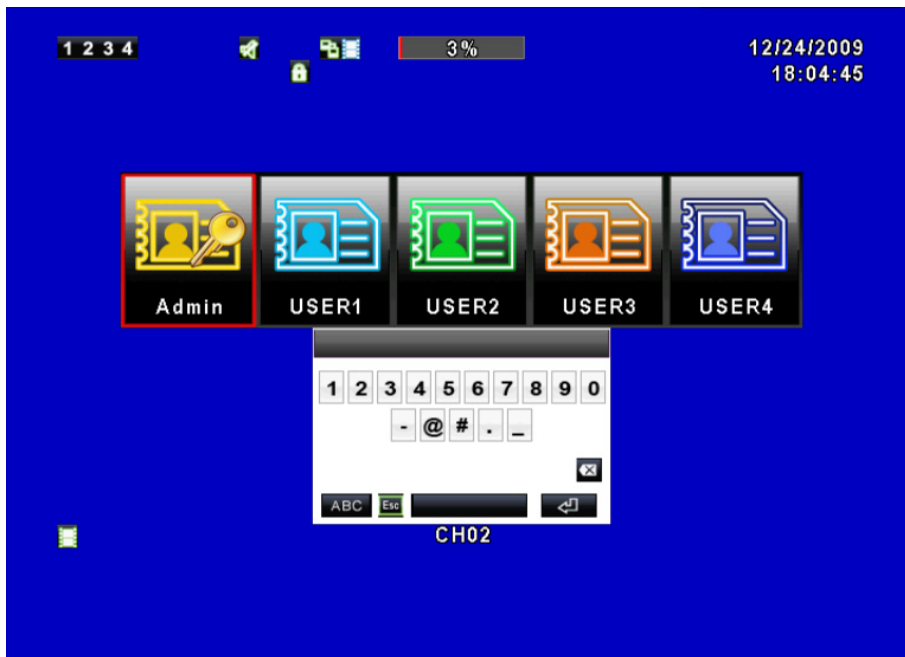 1 2 3 4 3% 12/24/2009
18:04:45
Admin USER1 USER2 USER3 USER4
1 2 3 4 5 6 7 8 9 0
- @ # . _
ABC Esc
CH02